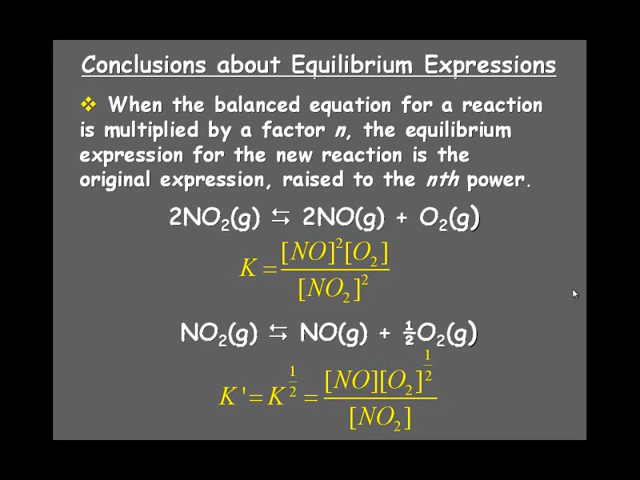 Conclusions about Equilibrium Expressions
❖ When the balanced equation for a reaction
is multiplied by a factor n, the equilibrium
expression for the new reaction is the
original expression, raised to the nth power.
2NO₂(g) ⇆ 2NO(g) + O₂(g)
K = [NO]²[O₂] / [NO₂]²
NO₂(g) ⇆ NO(g) + ½O₂(g)
K' = K^(1/2) = [NO][O₂]^(1/2) / [NO₂]